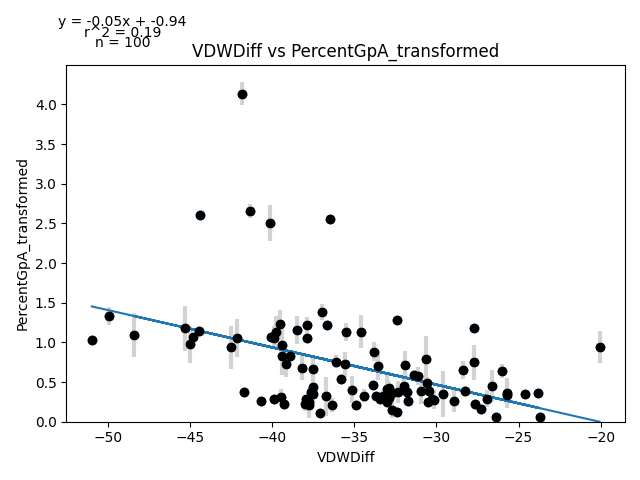 y = -0.05x + -0.94
r^2 = 0.19
n = 100
VDWDiff vs PercentGpA_transformed
PercentGpA_transformed
4.0
3.5
3.0
2.5
2.0
1.5
1.0
0.5
0.0
−50
−45
−40
−35
−30
−25
−20
VDWDiff